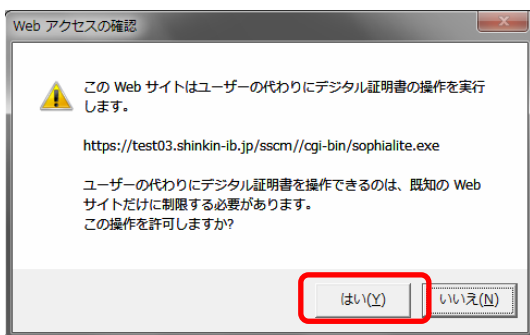 Web アクセスの確認
この Web サイトはユーザーの代わりにデジタル証明書の操作を実行
します。
https://test03.shinkin-ib.jp/sscm//cgi-bin/sophialite.exe
ユーザーの代わりにデジタル証明書を操作できるのは、既知の Web
サイトだけに制限する必要があります。
この操作を許可しますか?
はい(Y) いいえ(N)